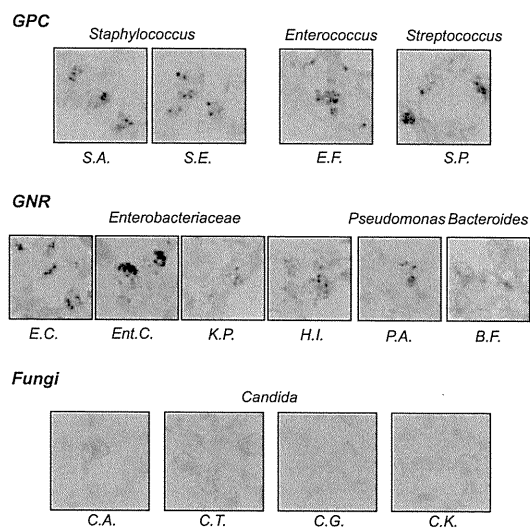 GPC
Staphylococcus Enterococcus Streptococcus
S.A. S.E. E.F. S.P.
GNR
Enterobacteriaceae Pseudomonas Bacteroides
E.C. Ent.C. K.P. H.I. P.A. B.F.
Fungi
Candida
C.A. C.T. C.G. C.K.